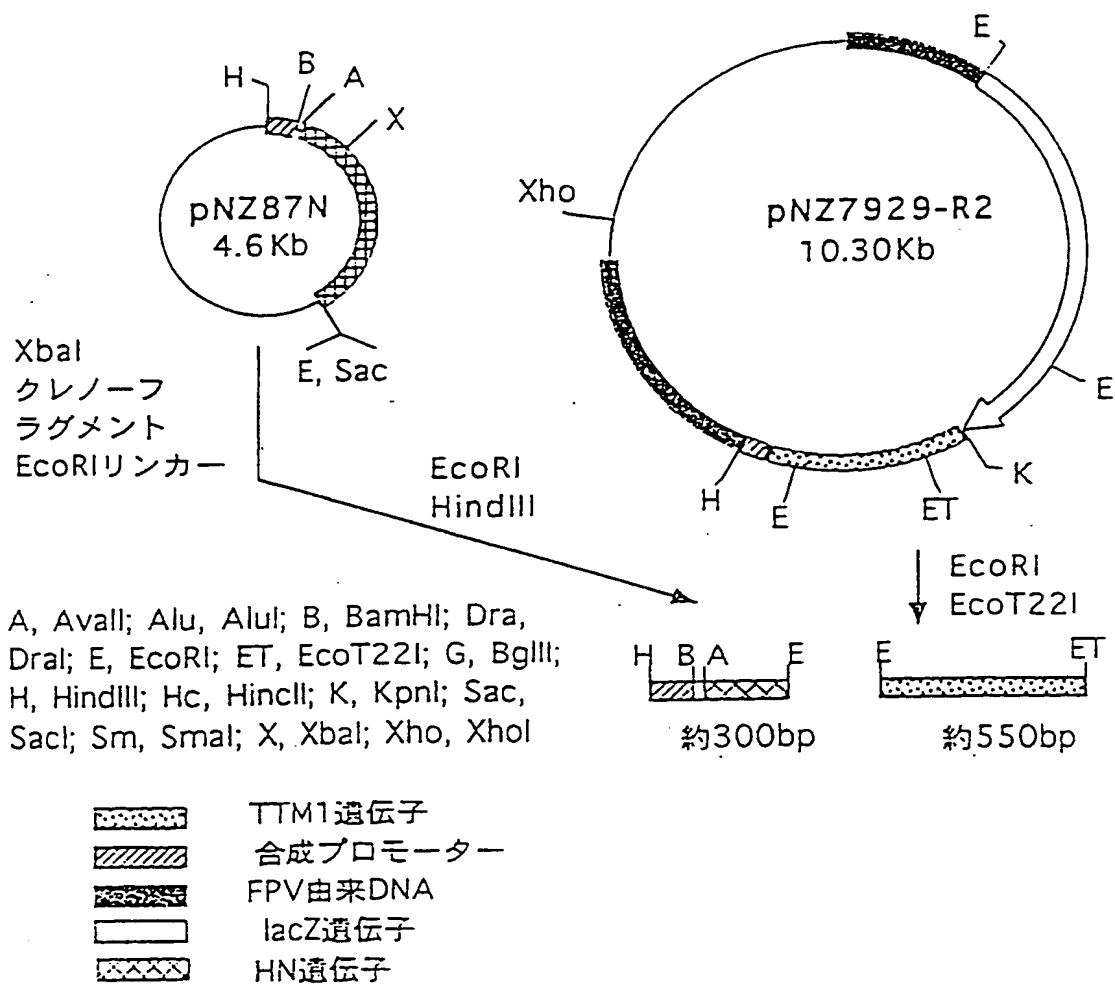 H
B
A
X
pNZ87N
4.6Kb
E, Sac
E
Xho
pNZ7929-R2
10.30Kb
E
K
ET
E
H
XbaI
クレノーフ
ラグメント
EcoRIリンカー
EcoRI
HindIII
EcoRI
EcoT22I
A, AvaII; Alu, AluI; B, BamHI; Dra,
DraI; E, EcoRI; ET, EcoT22I; G, BglII;
H, HindIII; Hc, HincII; K, KpnI; Sac,
SacI; Sm, SmaI; X, XbaI; Xho, XhoI
H B A E
約300bp
E ET
約550bp
TTM1遺伝子
合成プロモーター
FPV由来DNA
lacZ遺伝子
HN遺伝子